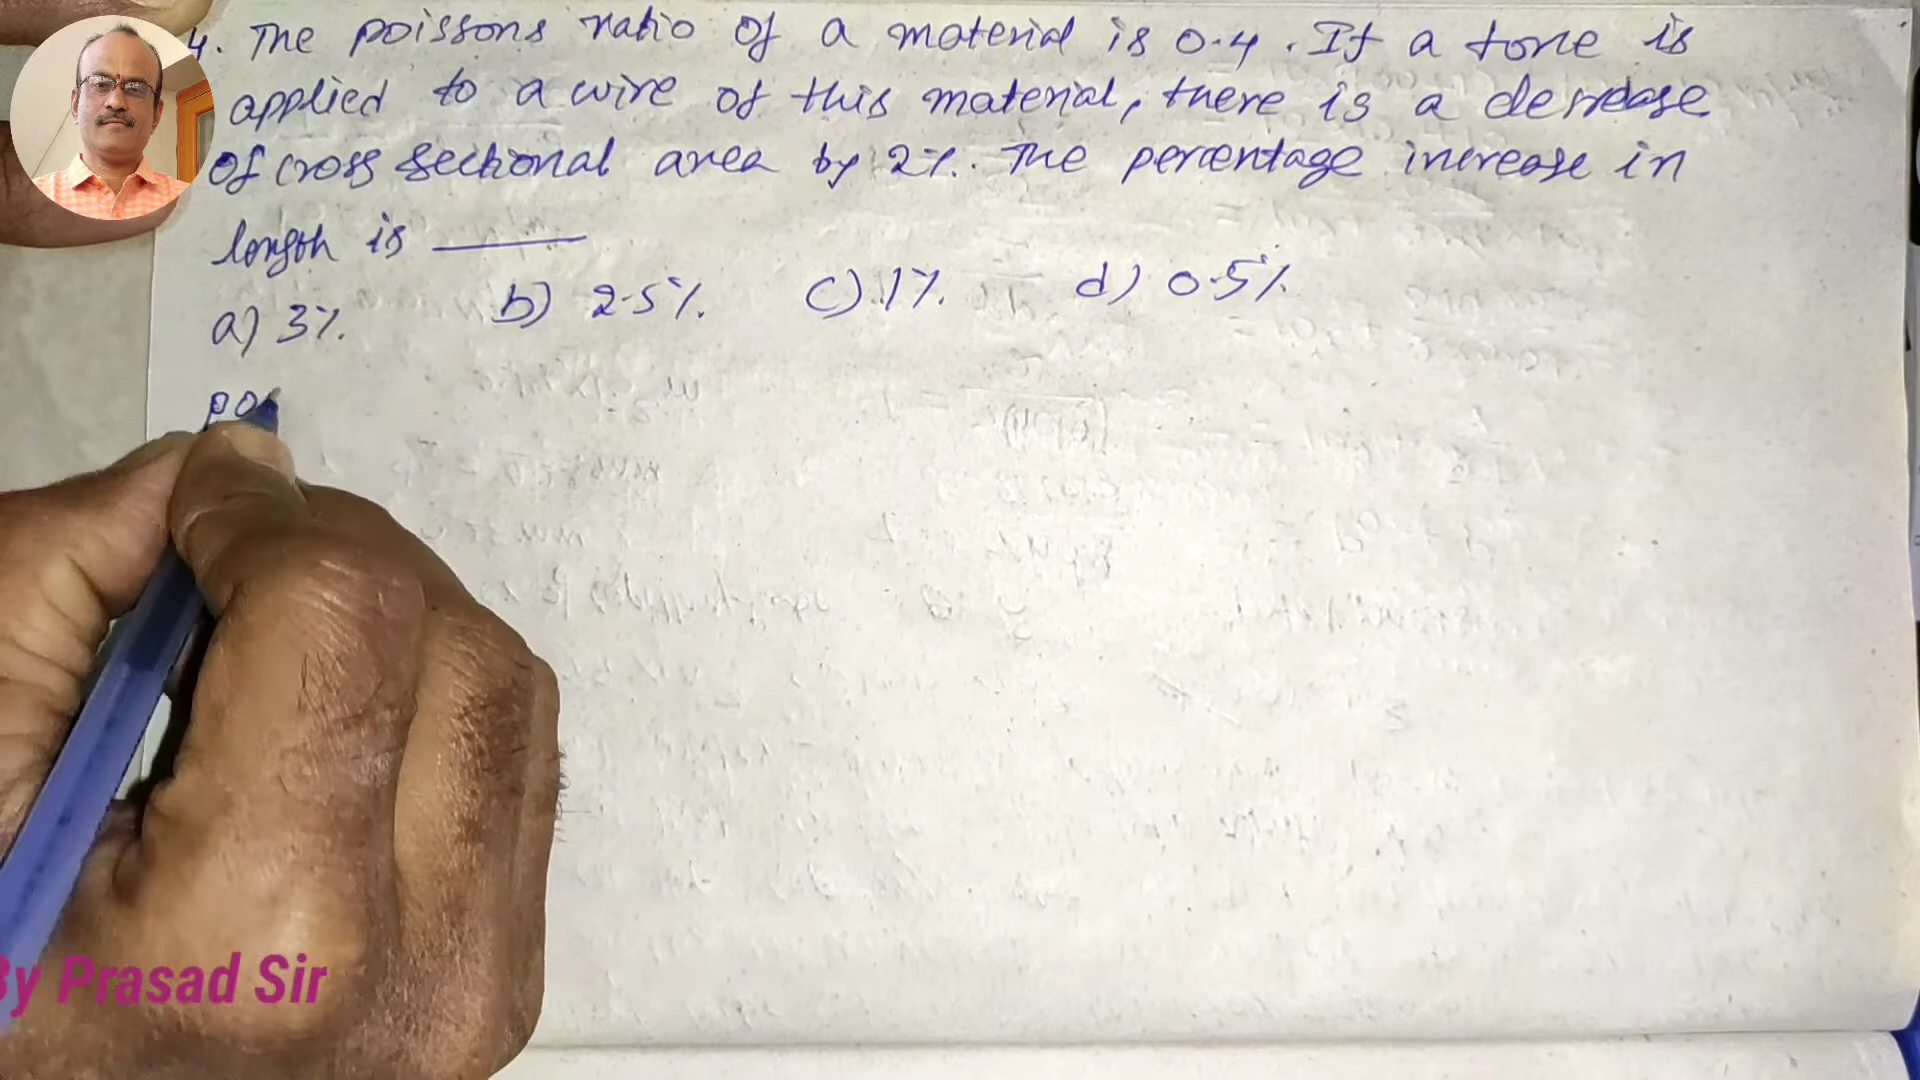 4. The poissons ratio of a material is 0.4. If a force is
applied to a wire of this material, there is a decrease
of cross sectional area by 2%. The percentage increase in
length is ______
a) 3%. b) 2.5%. c) 1%. d) 0.5%.
po
By Prasad Sir